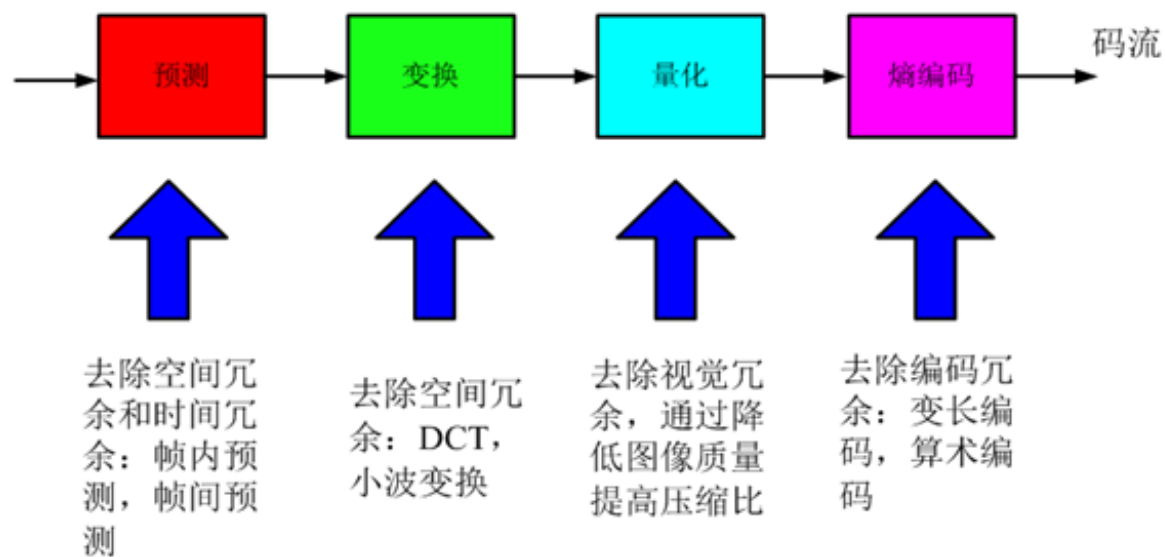 预测
变换
量化
熵编码
码流
去除空间冗
余和时间冗
余：帧内预
测，帧间预
测
去除空间冗
余：DCT，
小波变换
去除视觉冗
余，通过降
低图像质量
提高压缩比
去除编码冗
余：变长编
码，算术编
码